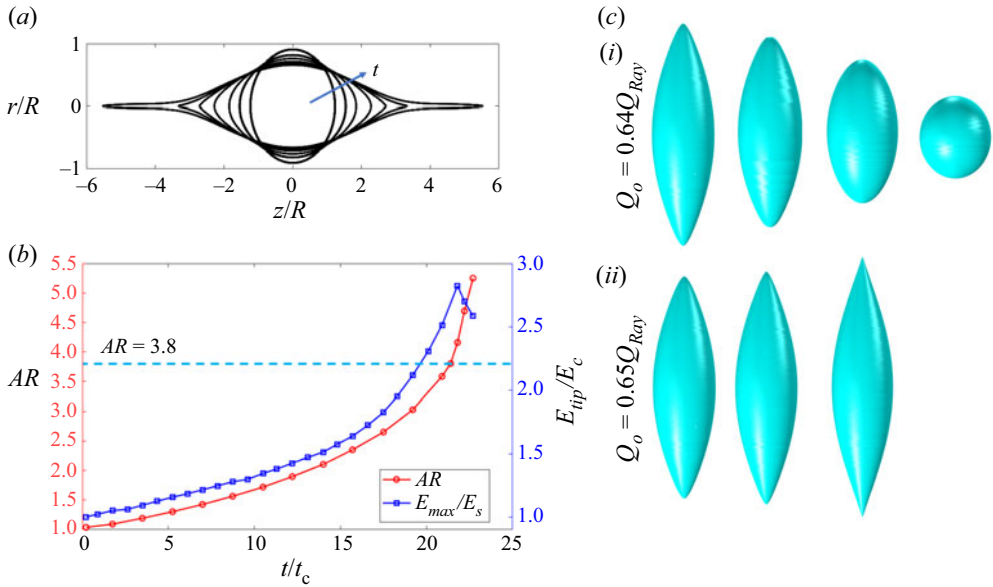 (a)
1
0
–1
r/R
t
–6
–4
–2
0
2
4
6
z/R
(b)
5.5
5.0
4.5
4.0
3.5
3.0
2.5
2.0
1.5
1.0
AR
AR = 3.8
AR
E_max/E_s
3.0
2.5
2.0
1.5
1.0
E_tip/E_c
0
5
10
15
20
25
t/t_c
(c)
(i)
Q_o = 0.64Q_Ray
(ii)
Q_o = 0.65Q_Ray